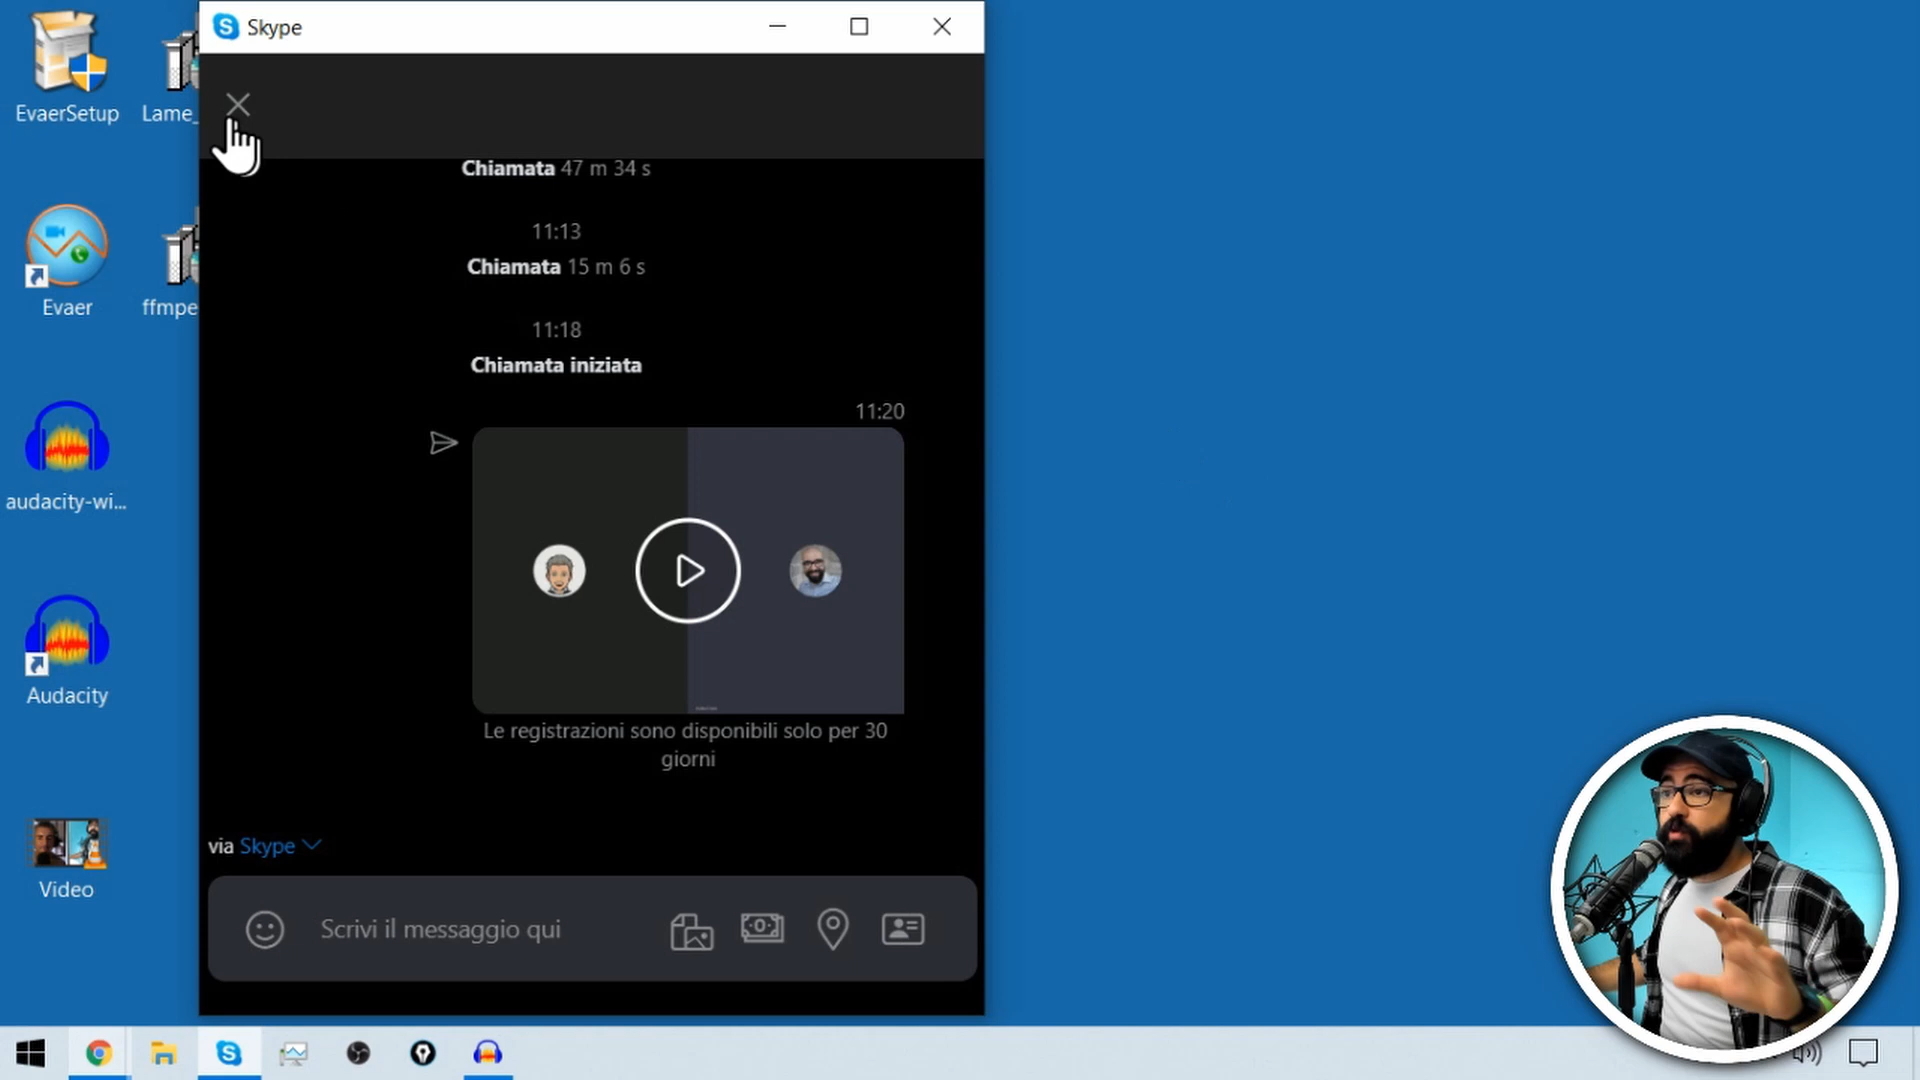 Skype
EvaerSetup
Lame_
Chiamata 47 m 34 s
11:13
Chiamata 15 m 6 s
Evaer
ffmpe
11:18
Chiamata iniziata
11:20
audacity-wi...
Audacity
Le registrazioni sono disponibili solo per 30
giorni
via Skype
Video
Scrivi il messaggio qui